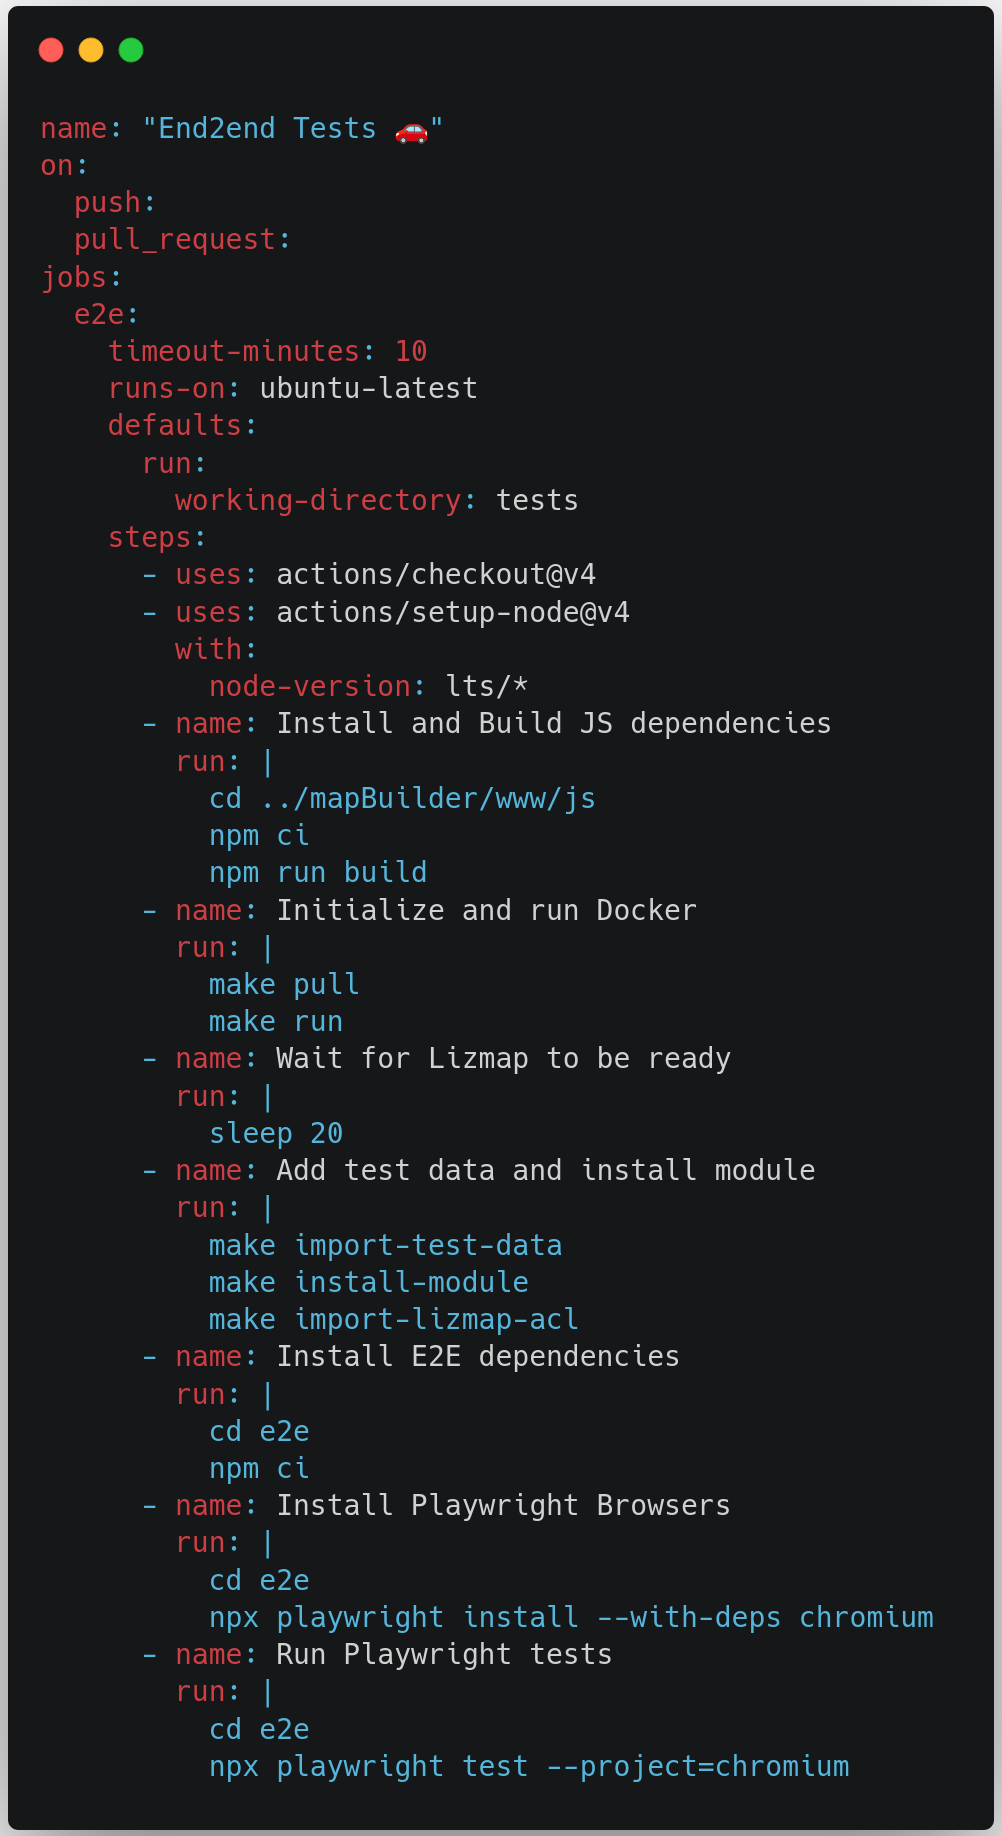 name: "End2end Tests 🚗"
on:
  push:
  pull_request:
jobs:
  e2e:
    timeout-minutes: 10
    runs-on: ubuntu-latest
    defaults:
      run:
        working-directory: tests
    steps:
      - uses: actions/checkout@v4
      - uses: actions/setup-node@v4
        with:
          node-version: lts/*
      - name: Install and Build JS dependencies
        run: |
          cd ../mapBuilder/www/js
          npm ci
          npm run build
      - name: Initialize and run Docker
        run: |
          make pull
          make run
      - name: Wait for Lizmap to be ready
        run: |
          sleep 20
      - name: Add test data and install module
        run: |
          make import-test-data
          make install-module
          make import-lizmap-acl
      - name: Install E2E dependencies
        run: |
          cd e2e
          npm ci
      - name: Install Playwright Browsers
        run: |
          cd e2e
          npx playwright install --with-deps chromium
      - name: Run Playwright tests
        run: |
          cd e2e
          npx playwright test --project=chromium